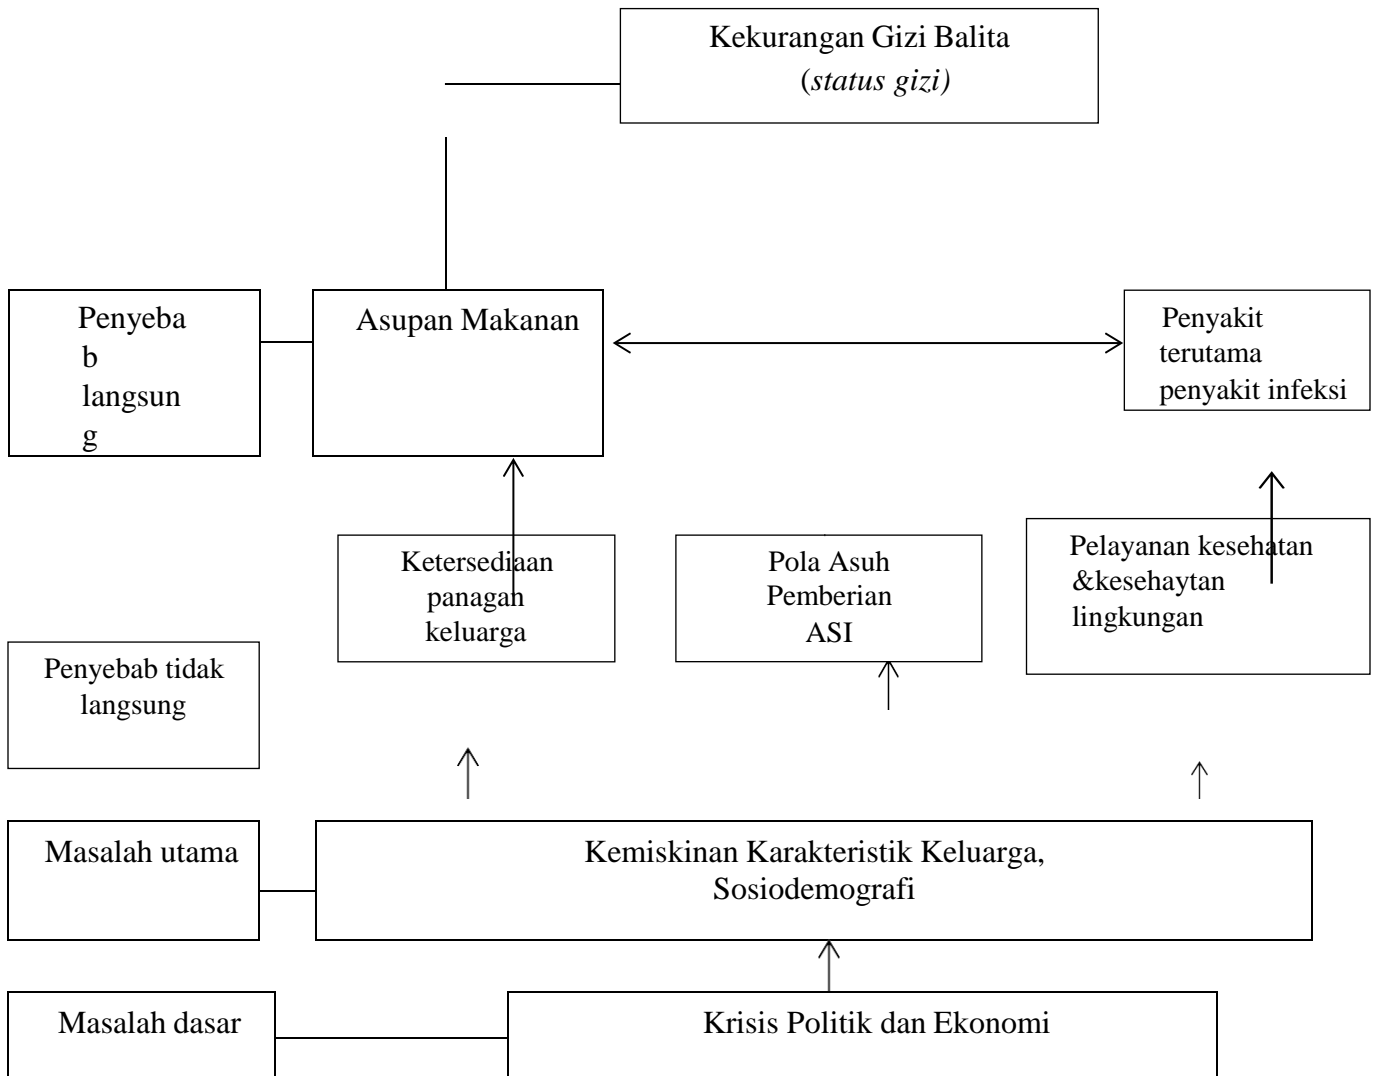 Kekurangan Gizi Balita
(status gizi)
Penyeba
b
langsun
g
Asupan Makanan
Penyakit
terutama
penyakit infeksi
Ketersediaan
panagan
keluarga
Pola Asuh
Pemberian
ASI
Pelayanan kesehatan
&kesehaytan
lingkungan
Penyebab tidak
langsung
Masalah utama
Kemiskinan Karakteristik Keluarga,
Sosiodemografi
Masalah dasar
Krisis Politik dan Ekonomi